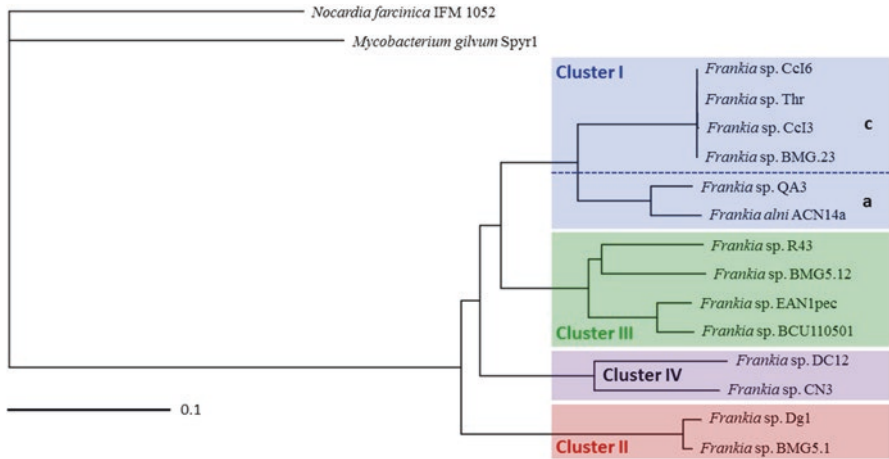 Nocardia farcinica IFM 1052
Mycobacterium gilvum Spyr1
Cluster I
Frankia sp. CcI6
Frankia sp. Thr
Frankia sp. CcI3
c
Frankia sp. BMG.23
Frankia sp. QA3
a
Frankia alni ACN14a
Frankia sp. R43
Frankia sp. BMG5.12
Frankia sp. EAN1pec
Cluster III
Frankia sp. BCU110501
Frankia sp. DC12
Cluster IV
Frankia sp. CN3
0.1
Frankia sp. Dg1
Cluster II
Frankia sp. BMG5.1